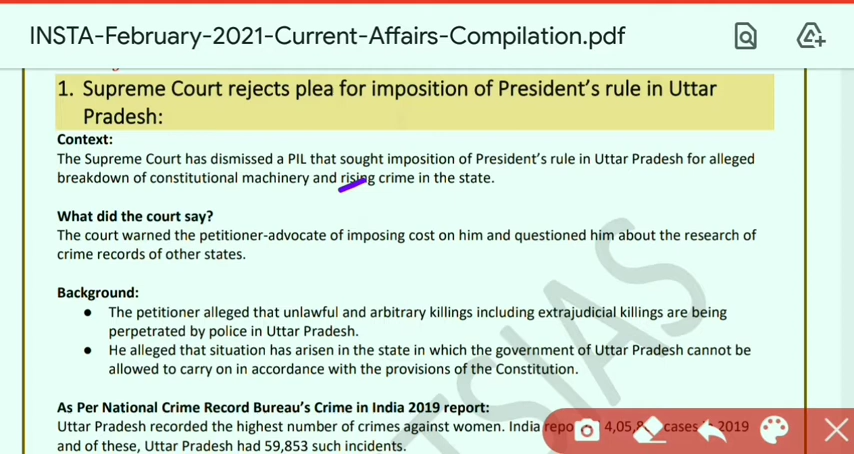 INSTA-February-2021-Current-Affairs-Compilation.pdf
1. Supreme Court rejects plea for imposition of President's rule in Uttar
Pradesh:
Context:
The Supreme Court has dismissed a PIL that sought imposition of President's rule in Uttar Pradesh for alleged
breakdown of constitutional machinery and rising crime in the state.
What did the court say?
The court warned the petitioner-advocate of imposing cost on him and questioned him about the research of
crime records of other states.
Background:
● The petitioner alleged that unlawful and arbitrary killings including extrajudicial killings are being
perpetrated by police in Uttar Pradesh.
● He alleged that situation has arisen in the state in which the government of Uttar Pradesh cannot be
allowed to carry on in accordance with the provisions of the Constitution.
As Per National Crime Record Bureau's Crime in India 2019 report:
Uttar Pradesh recorded the highest number of crimes against women. India cases 2019
and of these, Uttar Pradesh had 59,853 such incidents.
TSIAS